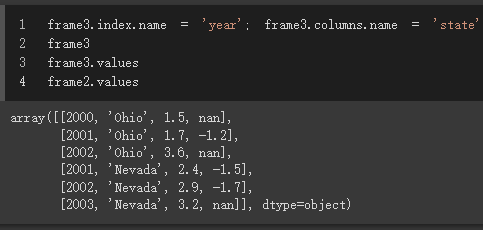 1 frame3.index.name = 'year'; frame3.columns.name = 'state'
2 frame3
3 frame3.values
4 frame2.values
array([[2000, 'Ohio', 1.5, nan],
[2001, 'Ohio', 1.7, -1.2],
[2002, 'Ohio', 3.6, nan],
[2001, 'Nevada', 2.4, -1.5],
[2002, 'Nevada', 2.9, -1.7],
[2003, 'Nevada', 3.2, nan]], dtype=object)